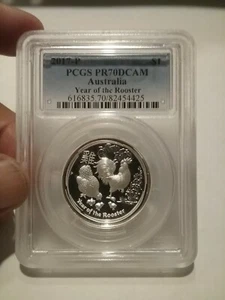 2017-P $1
PCGS PR70DCAM
Australia
Year of the Rooster
616835.70/82454425
Year of the Rooster